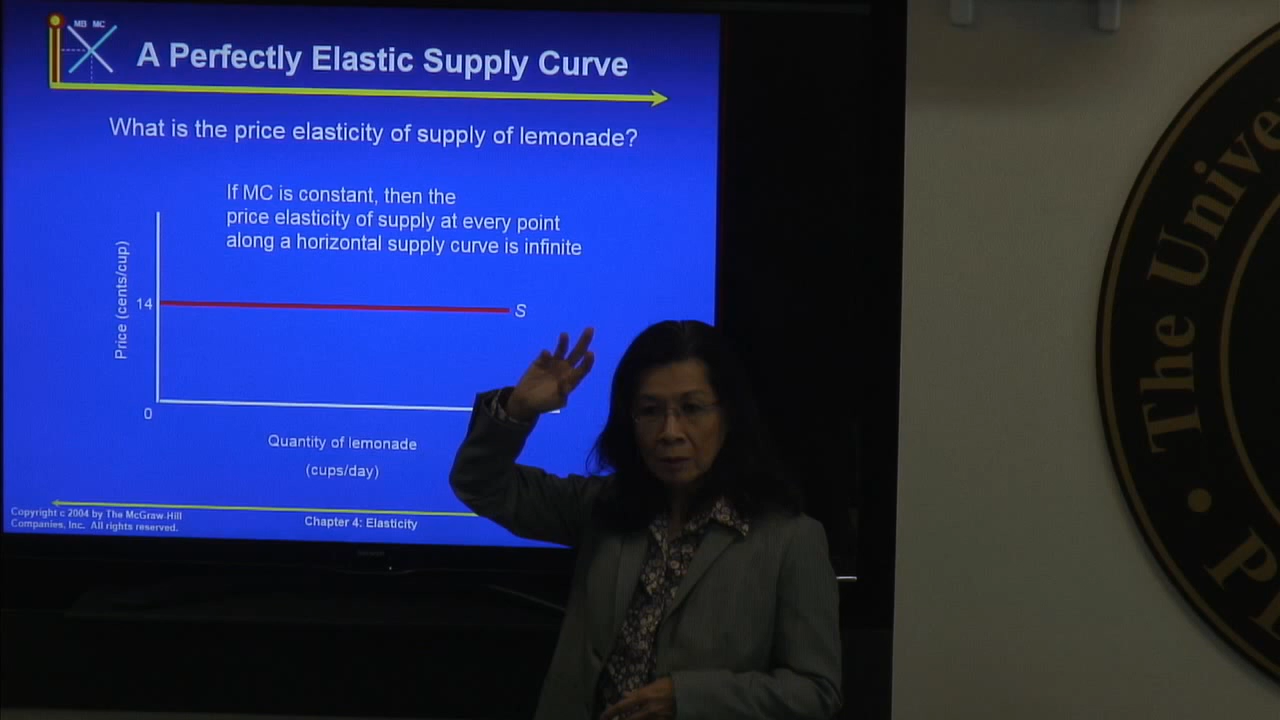 MB MC
A Perfectly Elastic Supply Curve
What is the price elasticity of supply of lemonade?
If MC is constant, then the
price elasticity of supply at every point
along a horizontal supply curve is infinite
Price (cents/cup)
14
S
0
Quantity of lemonade
(cups/day)
Copyright c 2004 by The McGraw-Hill
Companies, Inc. All rights reserved.
Chapter 4: Elasticity
The